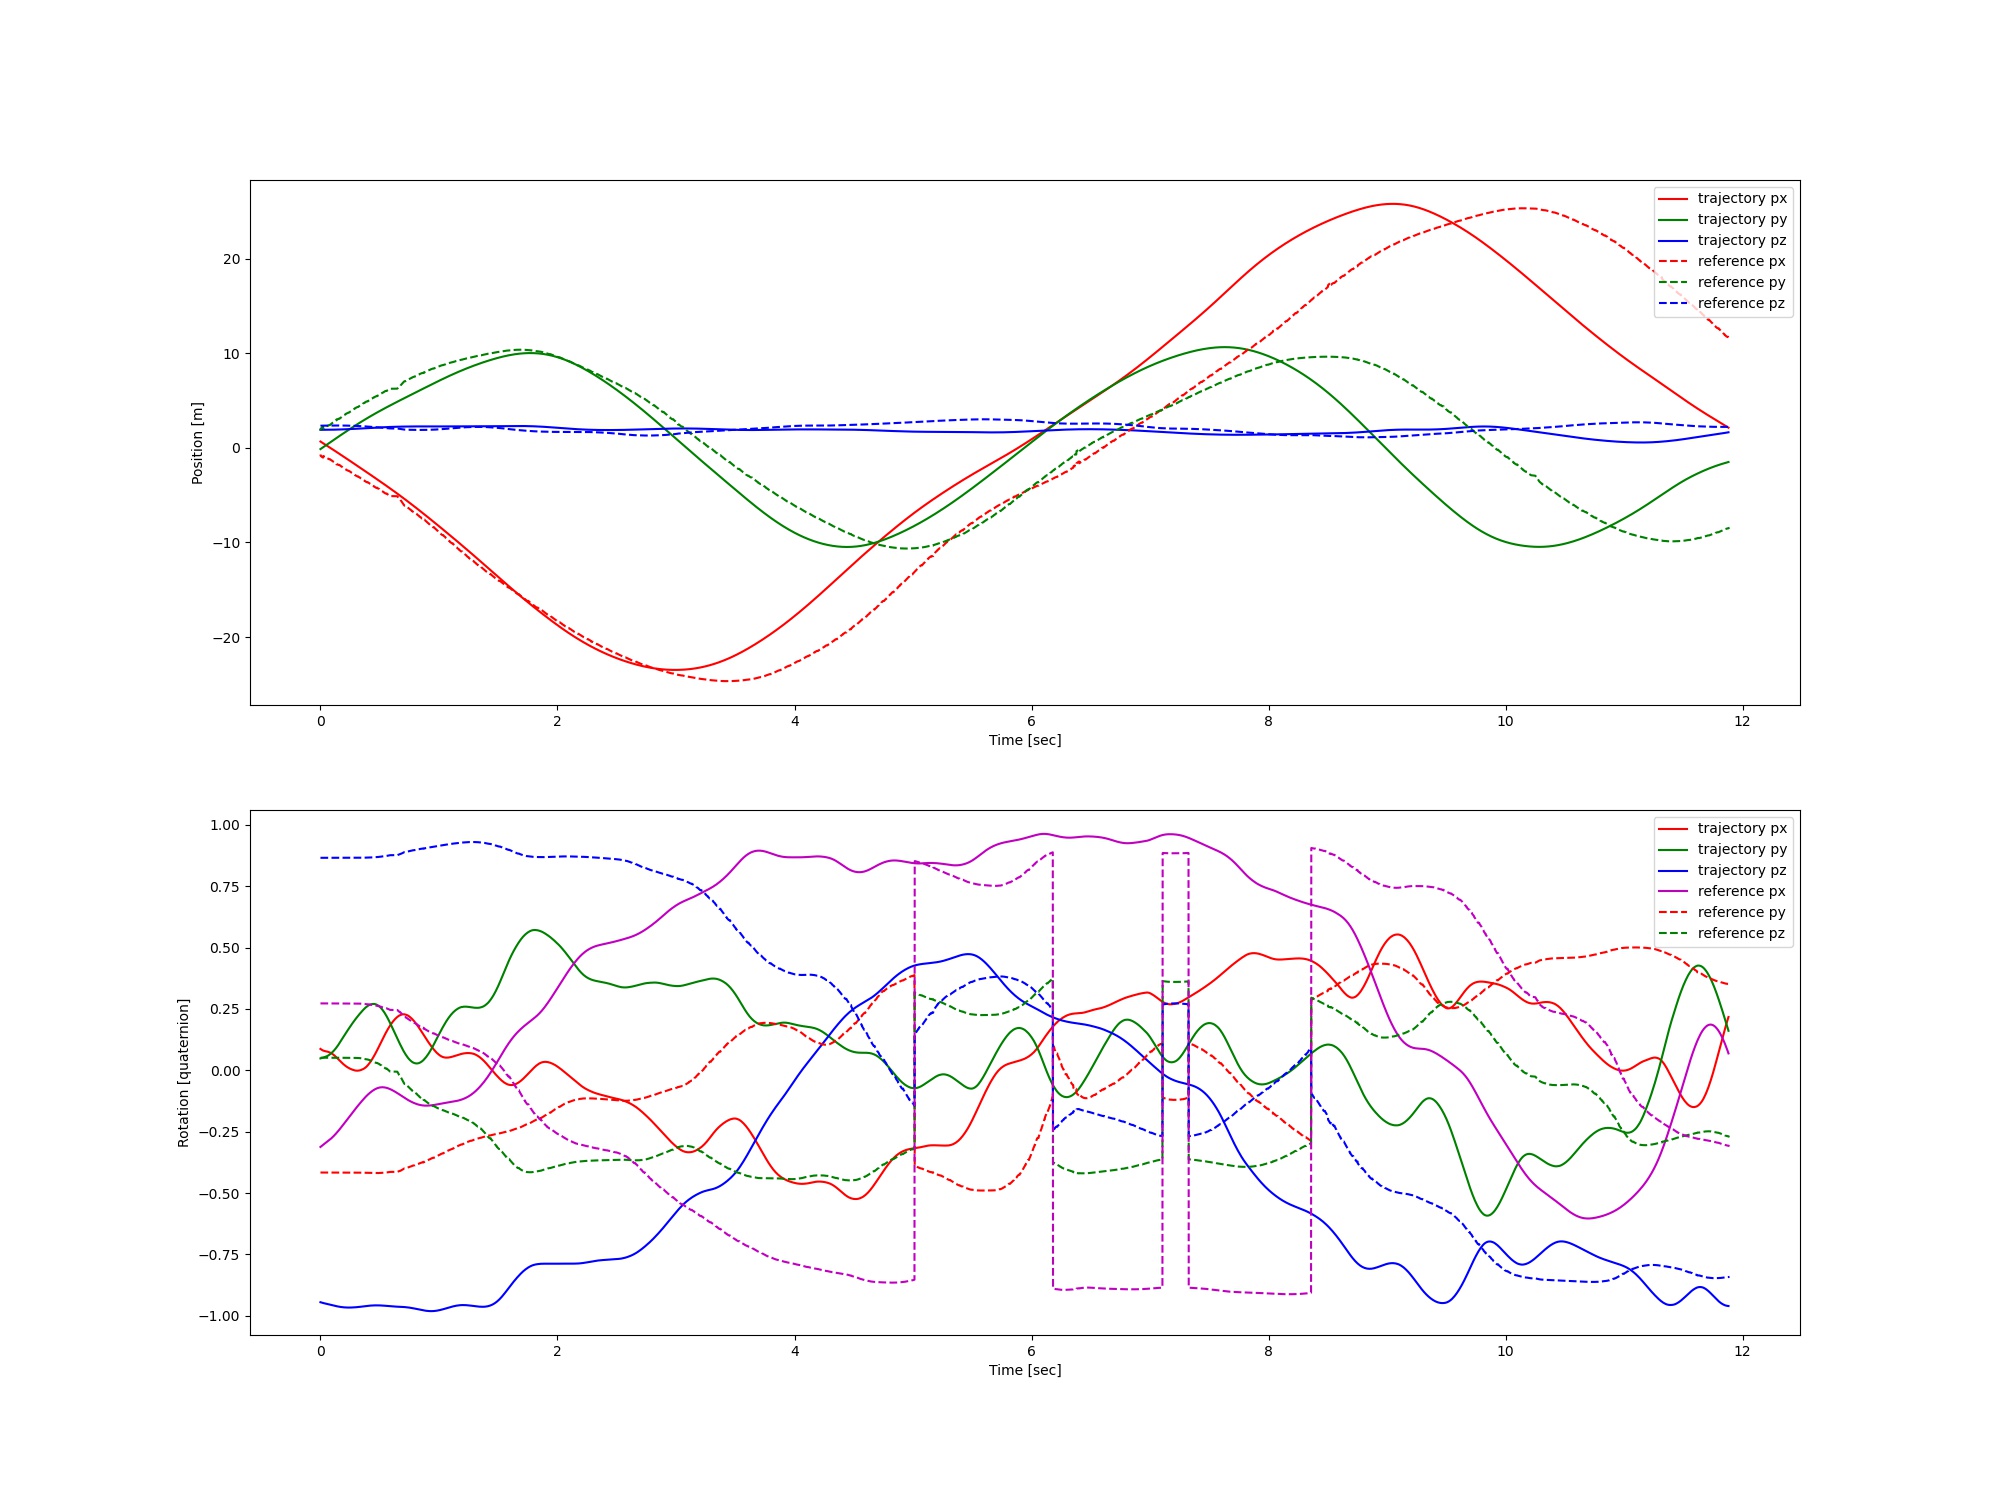 trajectory px
trajectory py
trajectory pz
reference px
reference py
reference pz
Position [m]
20
10
0
−10
−20
0 2 4 6 8 10 12
Time [sec]
trajectory px
trajectory py
trajectory pz
reference px
reference py
reference pz
Rotation [quaternion]
1.00
0.75
0.50
0.25
0.00
−0.25
−0.50
−0.75
−1.00
0 2 4 6 8 10 12
Time [sec]